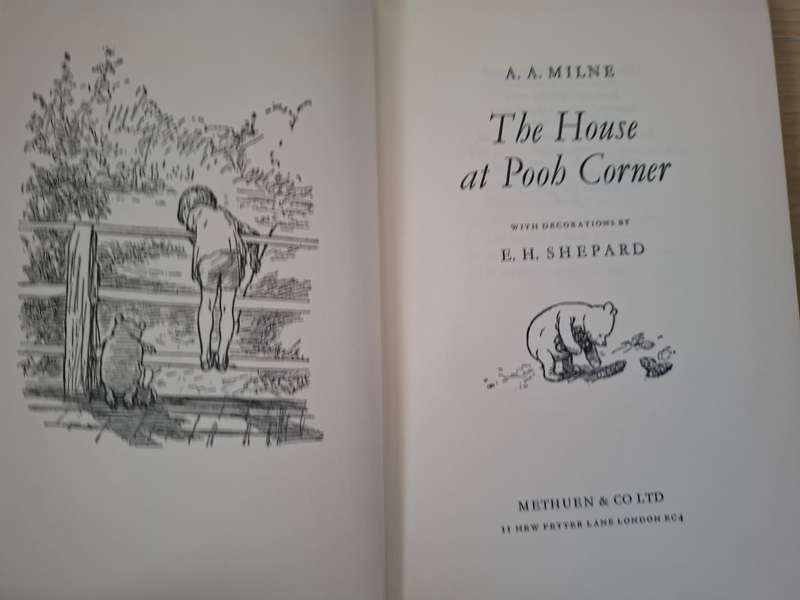 A. A. MILNE
The House
at Pooh Corner
WITH DECORATIONS BY
E. H. SHEPARD
METHUEN & CO LTD
11 NEW FETTER LANE LONDON EC4